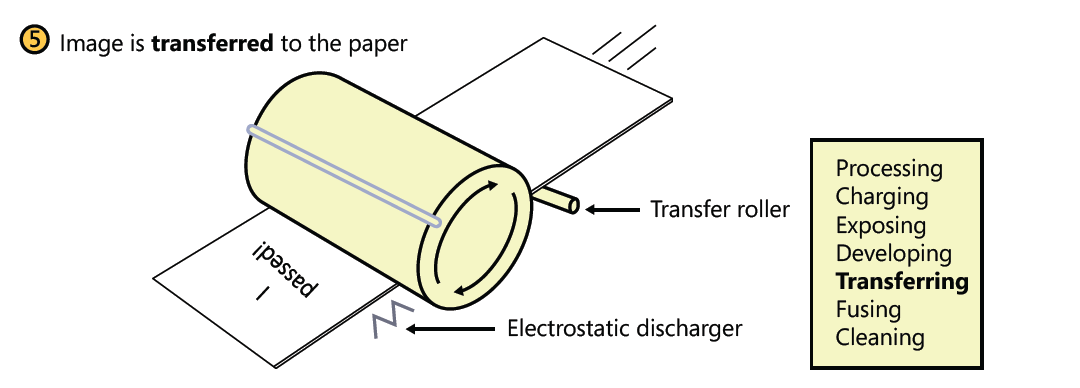 5 Image is transferred to the paper
Transfer roller
I
passed!
Electrostatic discharger
Processing
Charging
Exposing
Developing
Transferring
Fusing
Cleaning